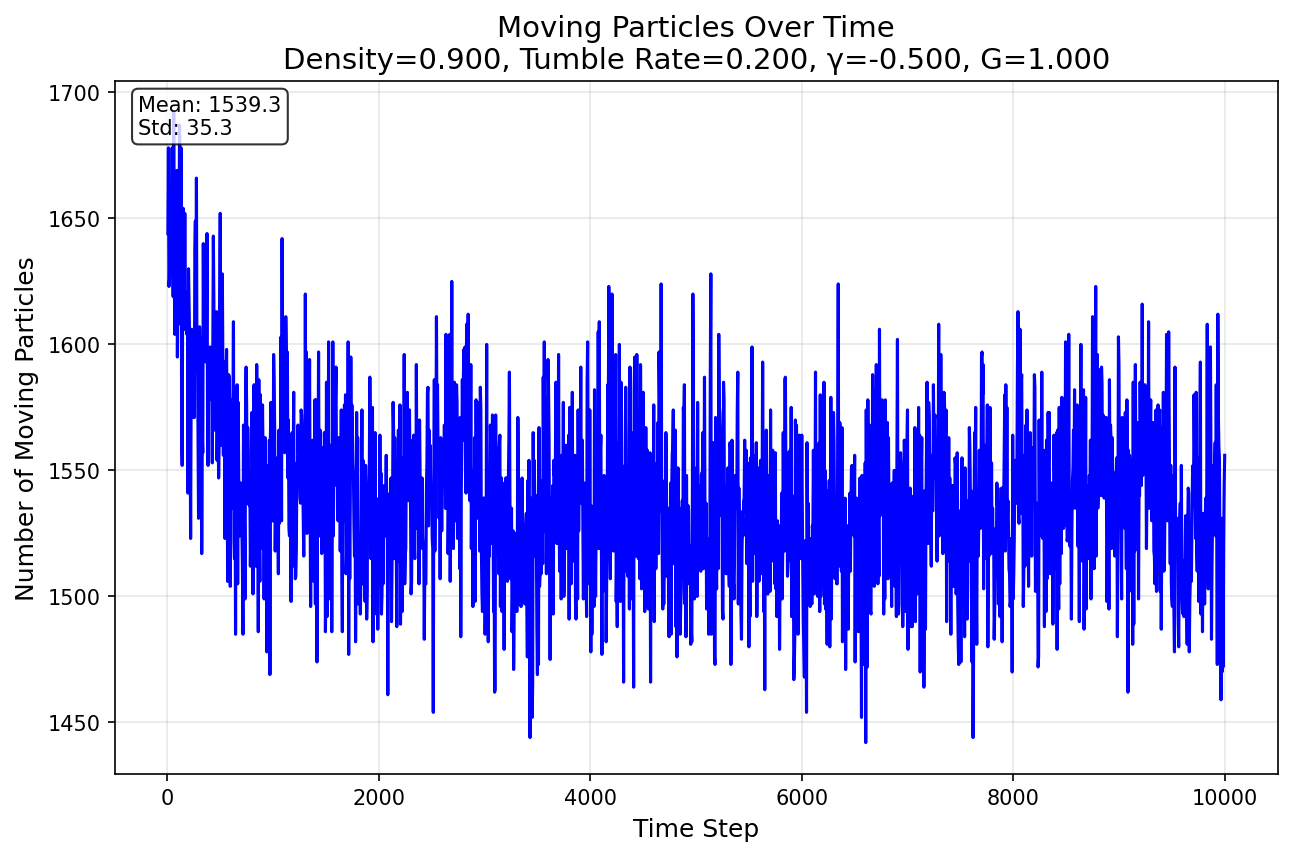 Moving Particles Over Time
Density=0.900, Tumble Rate=0.200, γ=-0.500, G=1.000
Mean: 1539.3
Std: 35.3
1700
1650
1600
1550
1500
1450
Number of Moving Particles
0
2000
4000
6000
8000
10000
Time Step